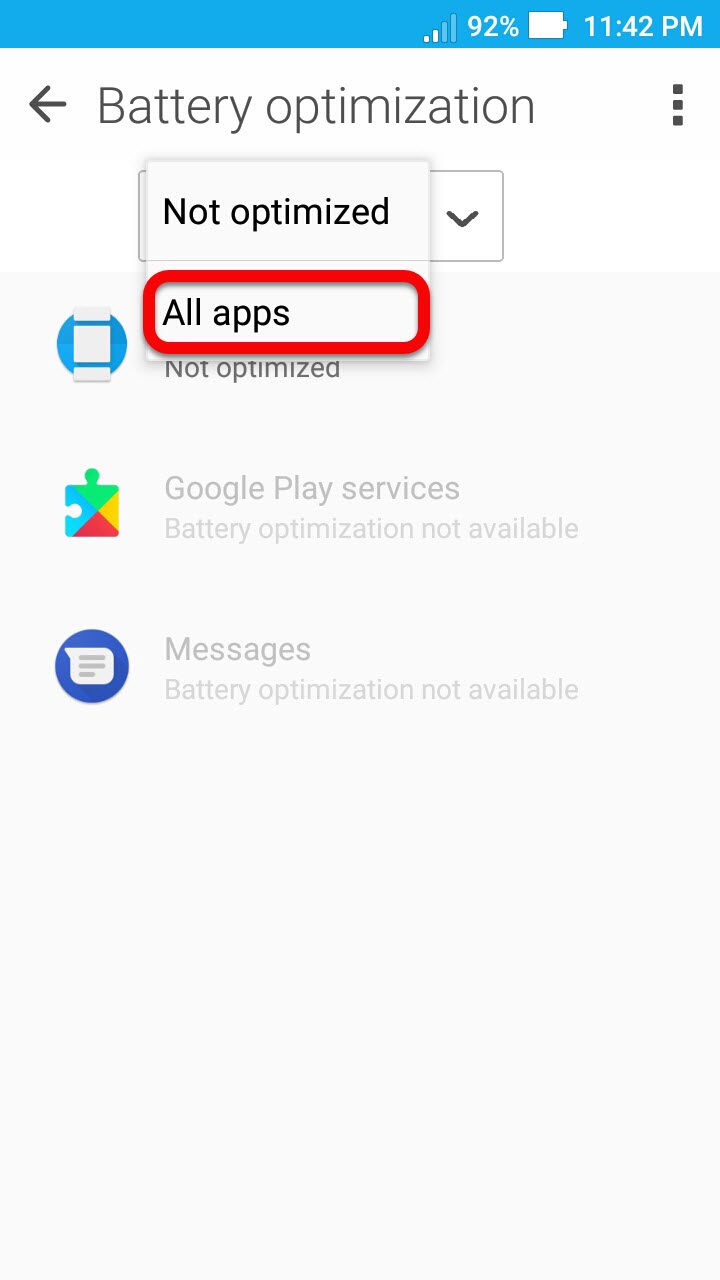 92% 11:42 PM
Battery optimization
Not optimized
All apps
Not optimized
Google Play services
Battery optimization not available
Messages
Battery optimization not available